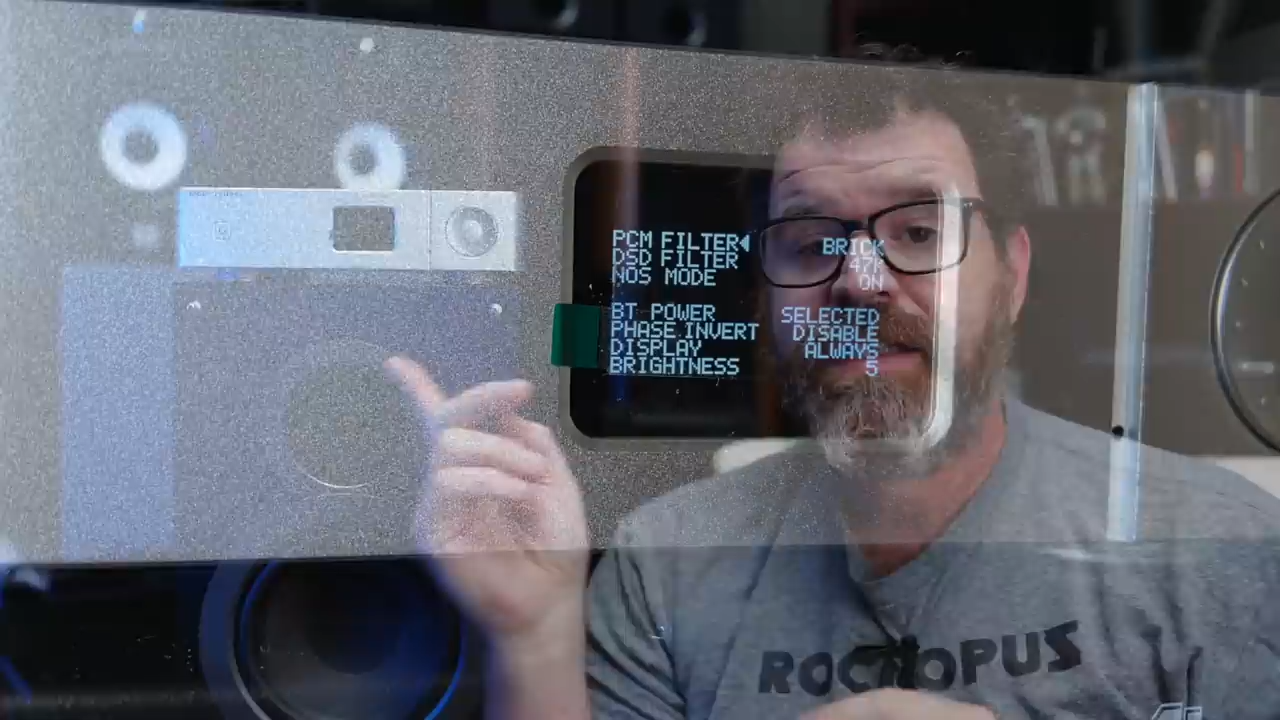 PCM FILTER BRICK
DSD FILTER 47K
NOS MODE ON
BT POWER SELECTED
PHASE INVERT DISABLE
DISPLAY ALWAYS
BRIGHTNESS 5
ROCTOPUS